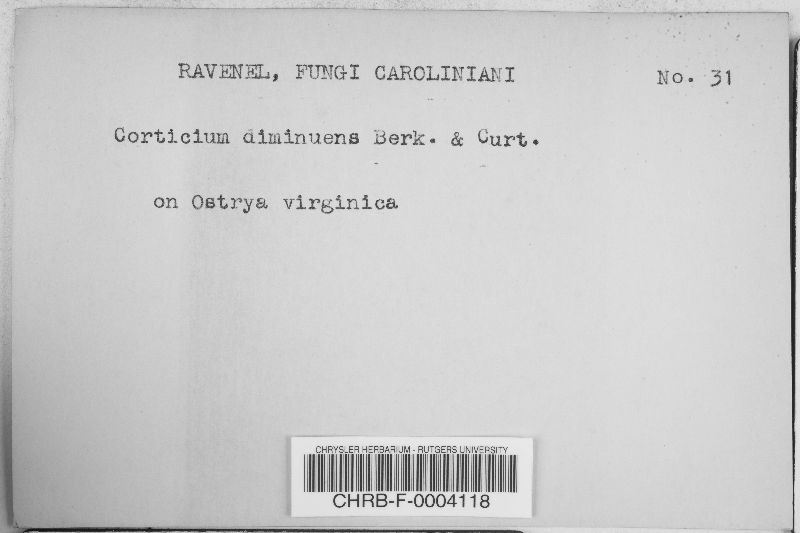 RAVENEL, FUNGI CAROLINIANI No. 31
Corticium diminuens Berk. & Curt.
on Ostrya virginica
CHRYSLER HERBARIUM - RUTGERS UNIVERSITY
CHRB-F-0004118